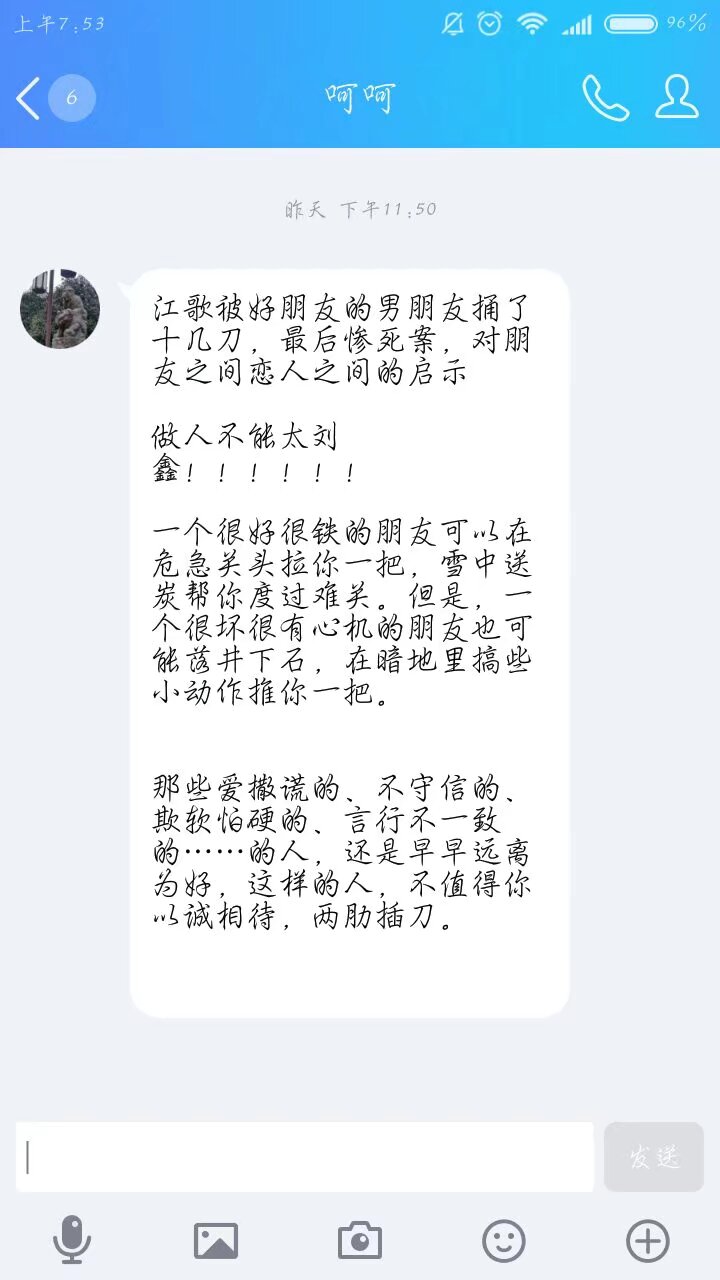 上午7:53
96%
6
呵呵
昨天 下午11:50
江歌被好朋友的男朋友捅了
十几刀，最后惨死案，对朋
友之间恋人之间的启示
做人不能太刘
鑫！！！！！！
一个很好很铁的朋友可以在
危急关头拉你一把，雪中送
炭帮你度过难关。但是，一
个很坏很有心机的朋友也可
能落井下石，在暗地里搞些
小动作推你一把。
那些爱撒谎的、不守信的、
欺软怕硬的、言行不一致
的……的人，还是早早远离
为好，这样的人，不值得你
以诚相待，两肋插刀。
发送